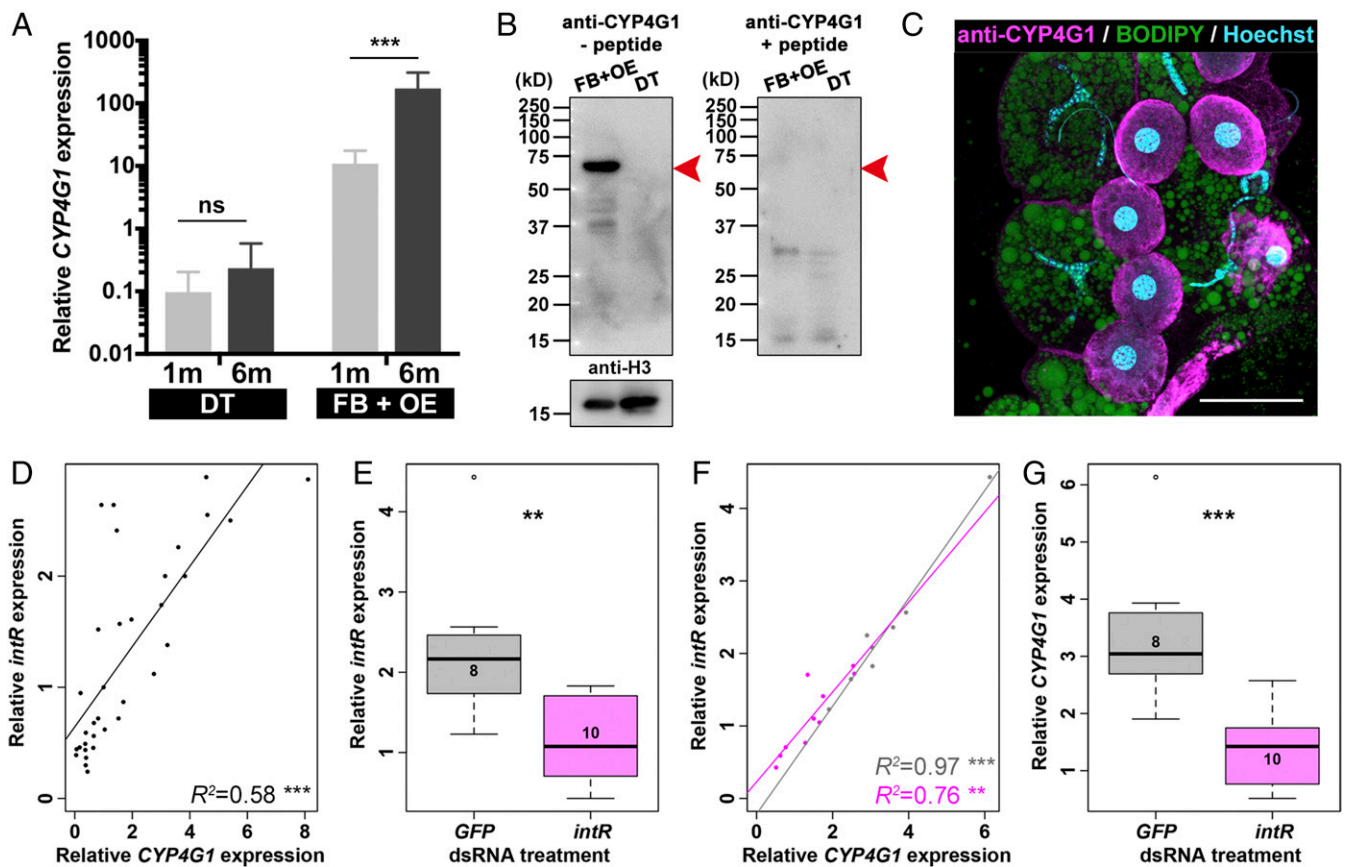 A
Relative CYP4G1 expression
1000
100
10
1
0.1
0.01
ns
***
1m 6m 1m 6m
DT FB + OE
B
anti-CYP4G1 - peptide
anti-CYP4G1 + peptide
(kD) FB+OE DT
(kD) FB+OE DT
250
150
100
75
50
37
25
20
15
250
150
100
75
50
37
25
20
15
anti-H3
15
C
anti-CYP4G1 / BODIPY / Hoechst
D
Relative intR expression
2
1
0
R²=0.58 ***
0 2 4 6 8
Relative CYP4G1 expression
E
Relative intR expression
4
3
2
1
**
8
10
GFP intR
dsRNA treatment
F
Relative intR expression
4
3
2
1
0
R²=0.97 ***
R²=0.76 **
0 2 4 6
Relative CYP4G1 expression
G
Relative CYP4G1 expression
6
5
4
3
2
1
***
8
10
GFP intR
dsRNA treatment